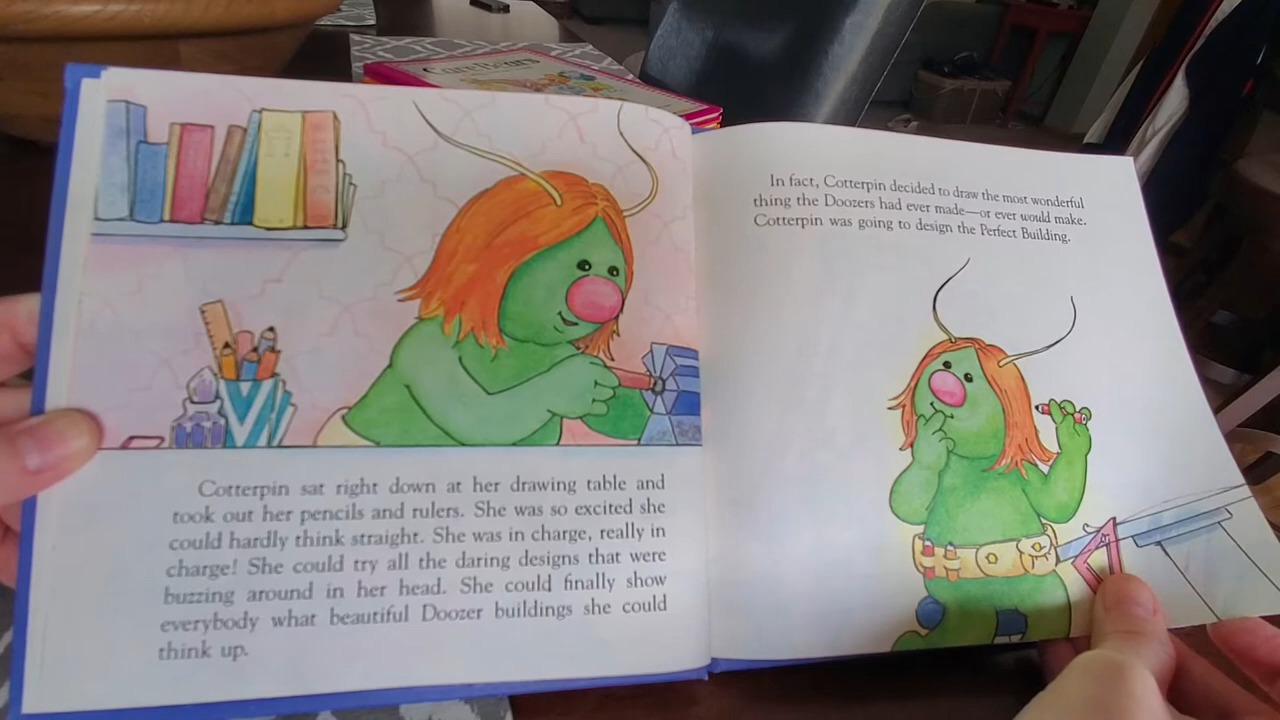 Care Bears
Cotterpin sat right down at her drawing table and
took out her pencils and rulers. She was so excited she
could hardly think straight. She was in charge, really in
charge! She could try all the daring designs that were
buzzing around in her head. She could finally show
everybody what beautiful Doozer buildings she could
think up.
In fact, Cotterpin decided to draw the most wonderful
thing the Doozers had ever made—or ever would make.
Cotterpin was going to design the Perfect Building.